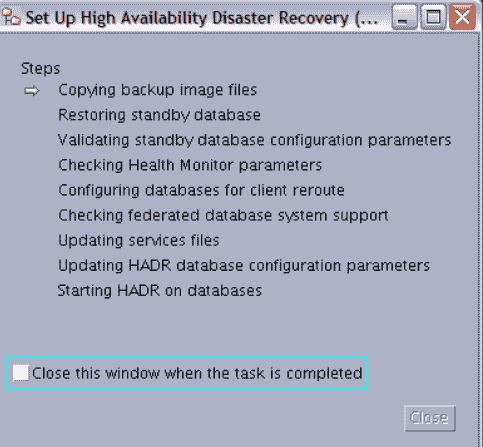 Set Up High Availability Disaster Recovery (...
Steps
Copying backup image files
Restoring standby database
Validating standby database configuration parameters
Checking Health Monitor parameters
Configuring databases for client reroute
Checking federated database system support
Updating services files
Updating HADR database configuration parameters
Starting HADR on databases
Close this window when the task is completed
Close